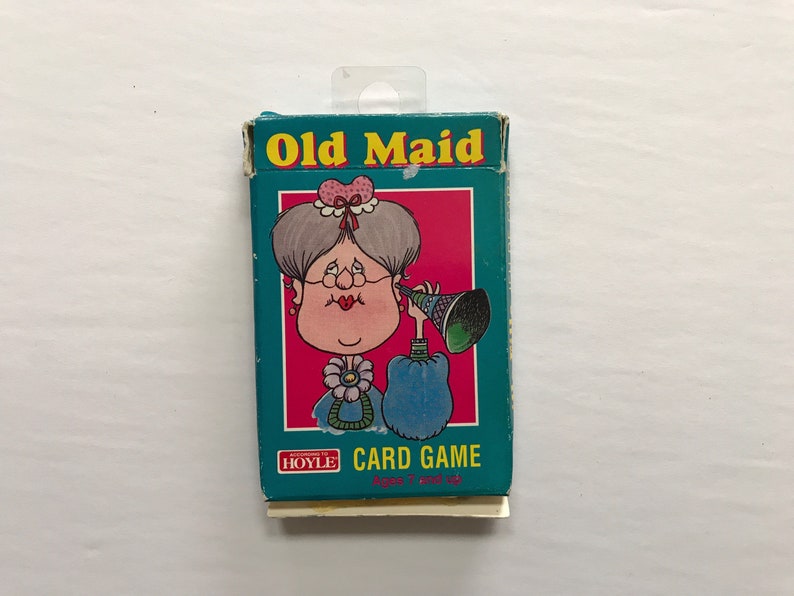 Old Maid
ACCORDING TO
HOYLE®
CARD GAME
Ages 7 and up